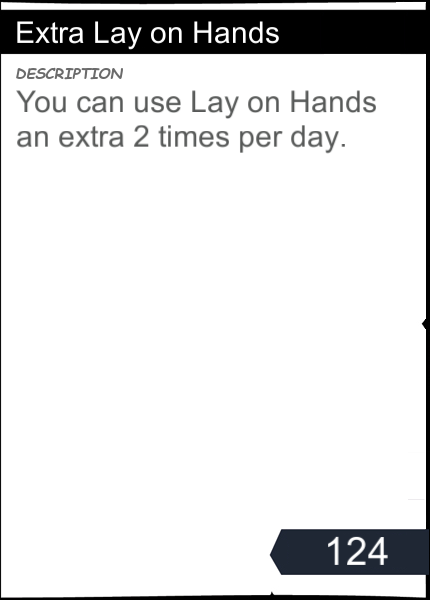 Extra Lay on Hands
DESCRIPTION
You can use Lay on Hands
an extra 2 times per day.
124